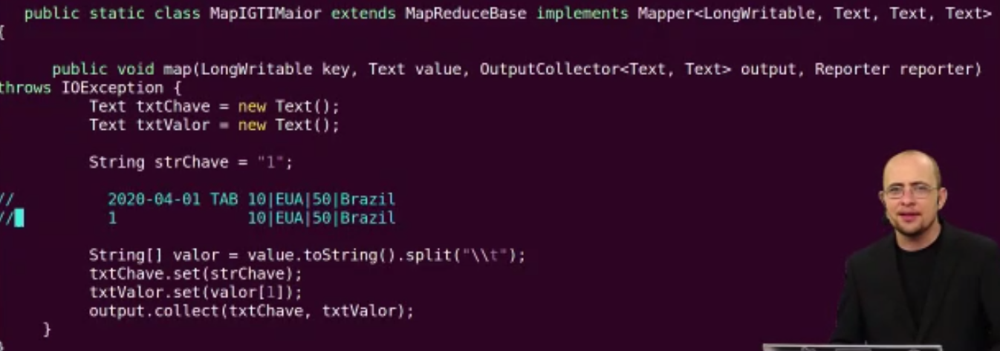 public static class MapIGTIMaior extends MapReduceBase implements Mapper<LongWritable, Text, Text, Text>
{
public void map(LongWritable key, Text value, OutputCollector<Text, Text> output, Reporter reporter)
throws IOException {
Text txtChave = new Text();
Text txtValor = new Text();
String strChave = "1";
// 2020-04-01 TAB 10|EUA|50|Brazil
// 1 10|EUA|50|Brazil
String[] valor = value.toString().split("\\t");
txtChave.set(strChave);
txtValor.set(valor[1]);
output.collect(txtChave, txtValor);
}
}